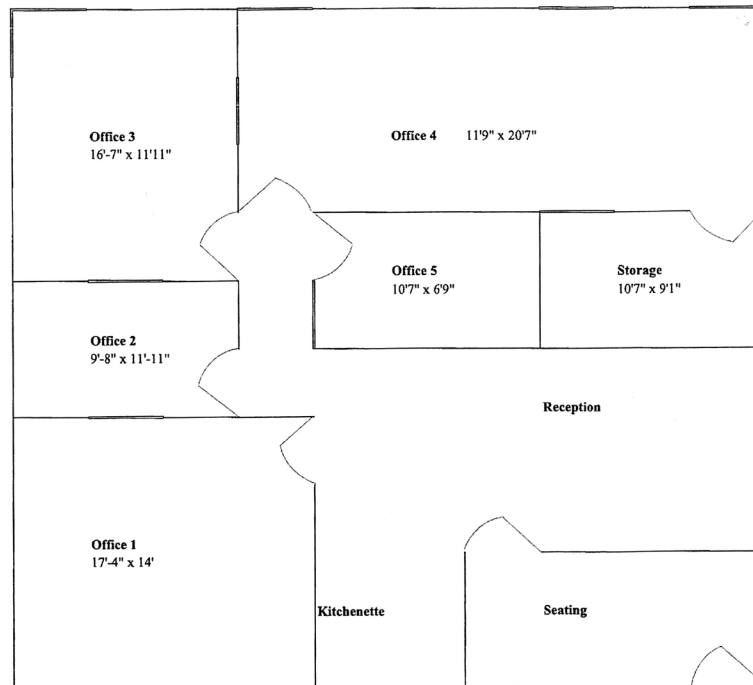 Office 3
16'-7" x 11'11"
Office 4 11'9" x 20'7"
Office 5
10'7" x 6'9"
Storage
10'7" x 9'1"
Office 2
9'-8" x 11'-11"
Reception
Office 1
17'-4" x 14'
Kitchenette
Seating